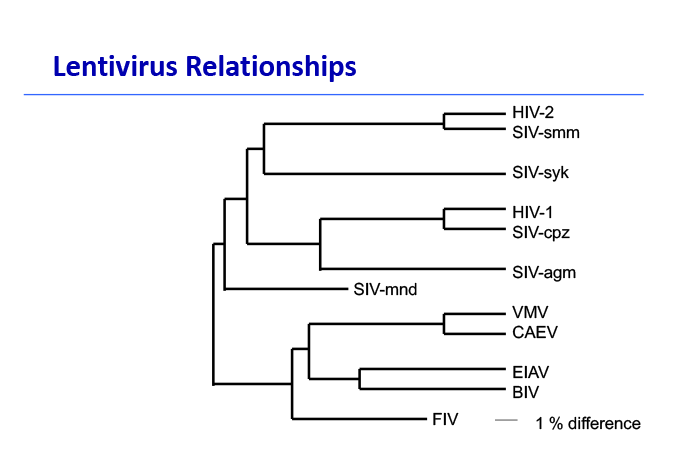 Lentivirus Relationships
HIV-2
SIV-smm
SIV-syk
HIV-1
SIV-cpz
SIV-agm
SIV-mnd
VMV
CAEV
EIAV
BIV
FIV
1 % difference